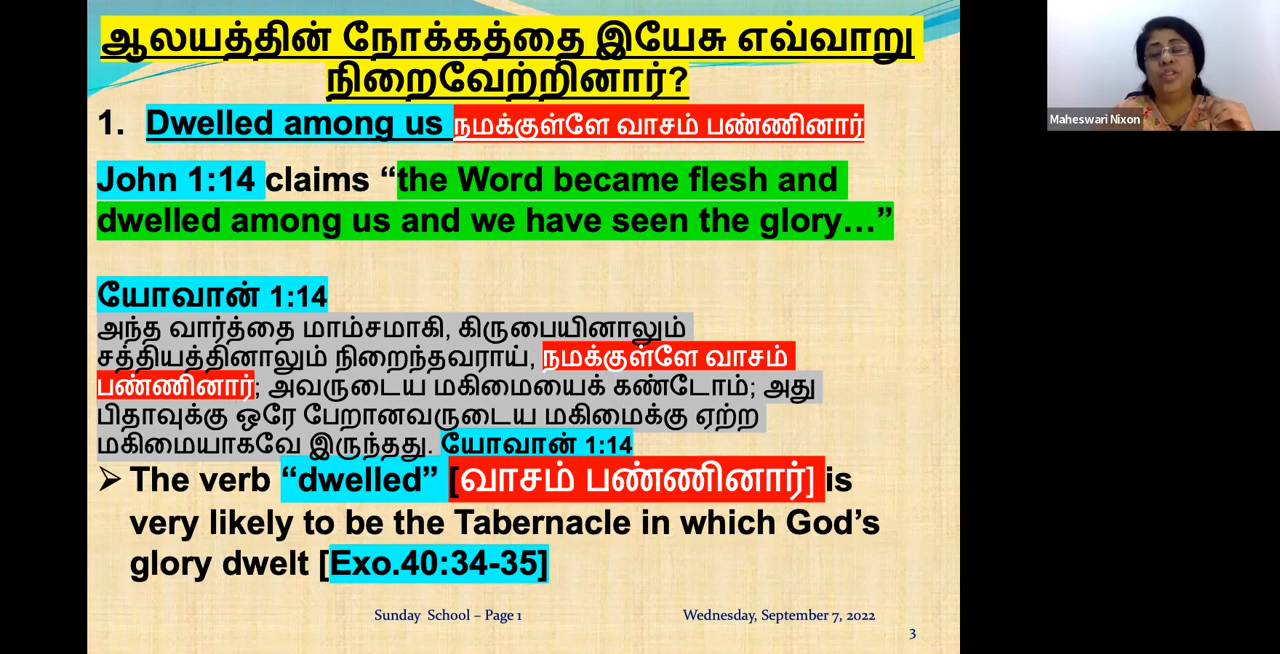 ஆலயத்தின் நோக்கத்தை இயேசு எவ்வாறு
நிறைவேற்றினார்?
1. Dwelled among us நமக்குள்ளே வாசம் பண்ணினார்
John 1:14 claims “the Word became flesh and
dwelled among us and we have seen the glory…”
யோவான் 1:14
அந்த வார்த்தை மாம்சமாகி, கிருபையினாலும்
சத்தியத்தினாலும் நிறைந்தவராய், நமக்குள்ளே வாசம்
பண்ணினார்; அவருடைய மகிமையைக் கண்டோம்; அது
பிதாவுக்கு ஒரே பேறானவருடைய மகிமைக்கு ஏற்ற
மகிமையாகவே இருந்தது. யோவான் 1:14
➢ The verb “dwelled” [வாசம் பண்ணினார்] is
very likely to be the Tabernacle in which God’s
glory dwelt [Exo.40:34-35]
Sunday School – Page 1
Wednesday, September 7, 2022
3
Maheswari Nixon